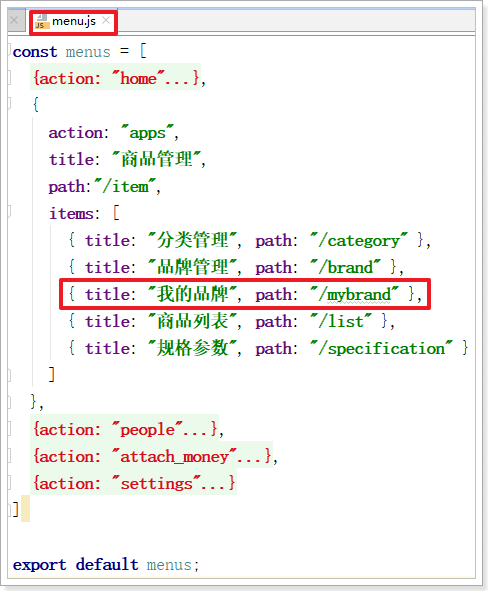 menu.js
const menus = [
{action: "home"...},
{
action: "apps",
title: "商品管理",
path:"/item",
items: [
{ title: "分类管理", path: "/category" },
{ title: "品牌管理", path: "/brand" },
{ title: "我的品牌", path: "/mybrand" },
{ title: "商品列表", path: "/list" },
{ title: "规格参数", path: "/specification" }
]
},
{action: "people"...},
{action: "attach_money"...},
{action: "settings"...}
]
export default menus;